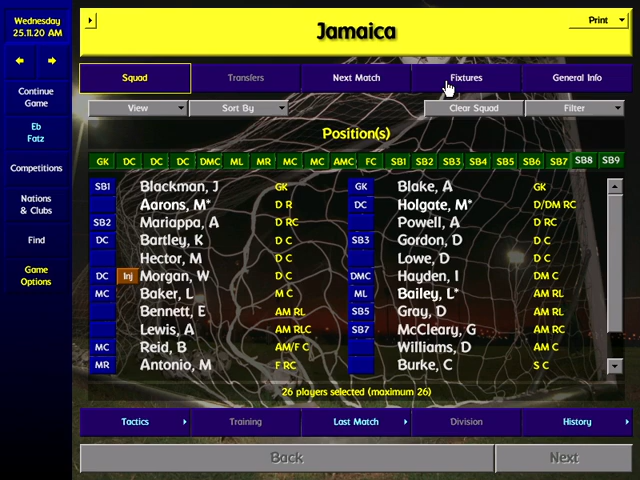 Wednesday
25.11.20 AM
Continue
Game
Eb
Fatz
Competitions
Nations
& Clubs
Find
Game
Options
Print
Jamaica
Squad Transfers Next Match Fixtures General Info
View Sort By Clear Squad Filter
Position(s)
GK DC DC DC DMC ML MR MC MC AMC FC SB1 SB2 SB3 SB4 SB5 SB6 SB7 SB8 SB9
SB1 Blackman, J GK GK Blake, A GK
Aarons, M* D R DC Holgate, M* D/DM RC
SB2 Mariappa, A D RC Powell, A D RC
DC Bartley, K D C SB3 Gordon, D D C
Hector, M D C Lowe, D D C
DC Inj Morgan, W D C DMC Hayden, I DM C
MC Baker, L M C ML Bailey, L* AM RL
Bennett, E AM RL SB5 Gray, D AM RL
Lewis, A AM RLC SB7 McCleary, G AM RC
MC Reid, B AM/F C Williams, D AM C
MR Antonio, M F RC Burke, C S C
26 players selected (maximum 26)
Tactics Training Last Match Division History
Back Next